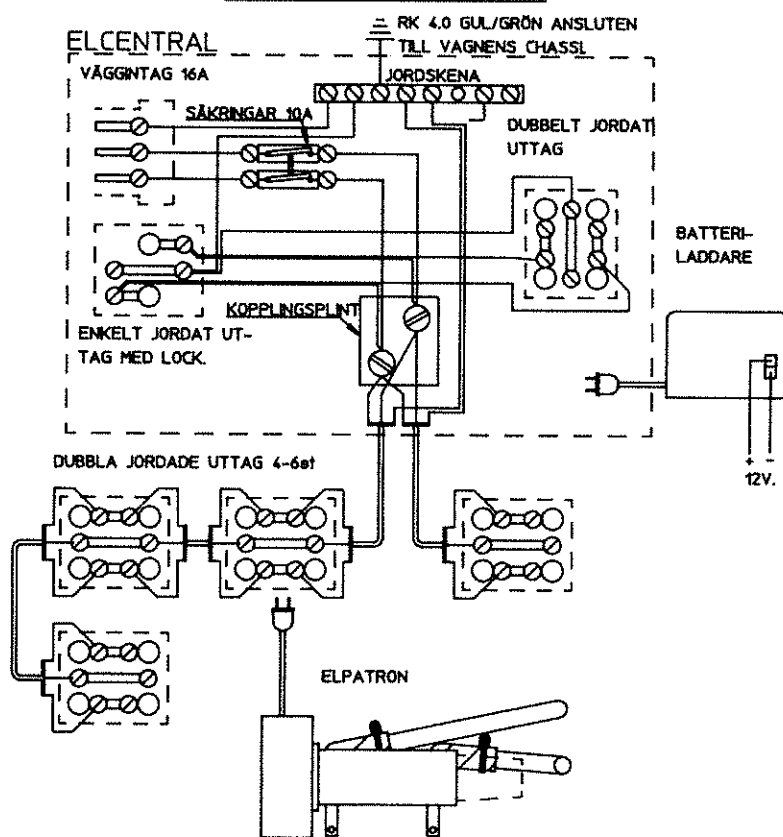 RK 4.0 GUL/GRÖN ANSLUTEN
TILL VAGNENS CHASSI.
ELCENTRAL
VÄGGINTAG 16A
JORDSKENA
SÄKRINGAR 10A
DUBBELT JORDAT
UTTAG
BATTERI-
LADDARE
KOPPLINGSPLINT
ENKELT JORDAT UT-
TAG MED LOCK.
+ -
12V.
DUBBLA JORDADE UTTAG 4-6st
ELPATRON